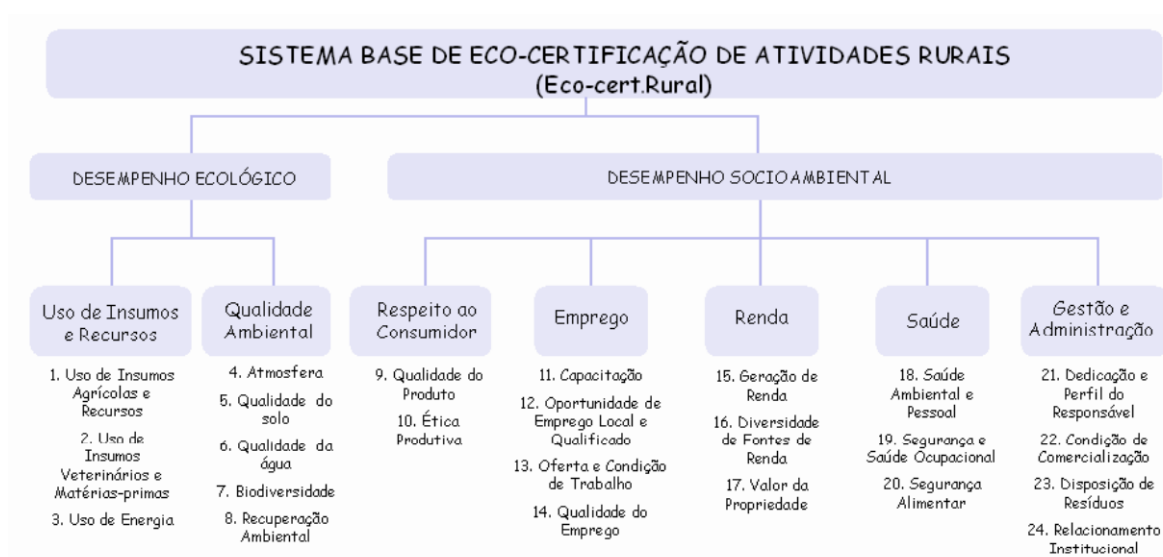 SISTEMA BASE DE ECO-CERTIFICAÇÃO DE ATIVIDADES RURAIS
(Eco-cert.Rural)
DESEMPENHO ECOLÓGICO
DESEMPENHO SOCIOAMBIENTAL
Uso de Insumos
e Recursos
1. Uso de Insumos
Agrícolas e
Recursos
2. Uso de
Insumos
Veterinários e
Matérias-primas
3. Uso de Energia
Qualidade
Ambiental
4. Atmosfera
5. Qualidade do
solo
6. Qualidade da
água
7. Biodiversidade
8. Recuperação
Ambiental
Respeito ao
Consumidor
9. Qualidade do
Produto
10. Ética
Produtiva
Emprego
11. Capacitação
12. Oportunidade de
Emprego Local e
Qualificado
13. Oferta e Condição
de Trabalho
14. Qualidade do
Emprego
Renda
15. Geração de
Renda
16. Diversidade
de Fontes de
Renda
17. Valor da
Propriedade
Saúde
18. Saúde
Ambiental e
Pessoal
19. Segurança e
Saúde Ocupacional
20. Segurança
Alimentar
Gestão e
Administração
21. Dedicação e
Perfil do
Responsável
22. Condição de
Comercialização
23. Disposição de
Resíduos
24. Relacionamento
Institucional